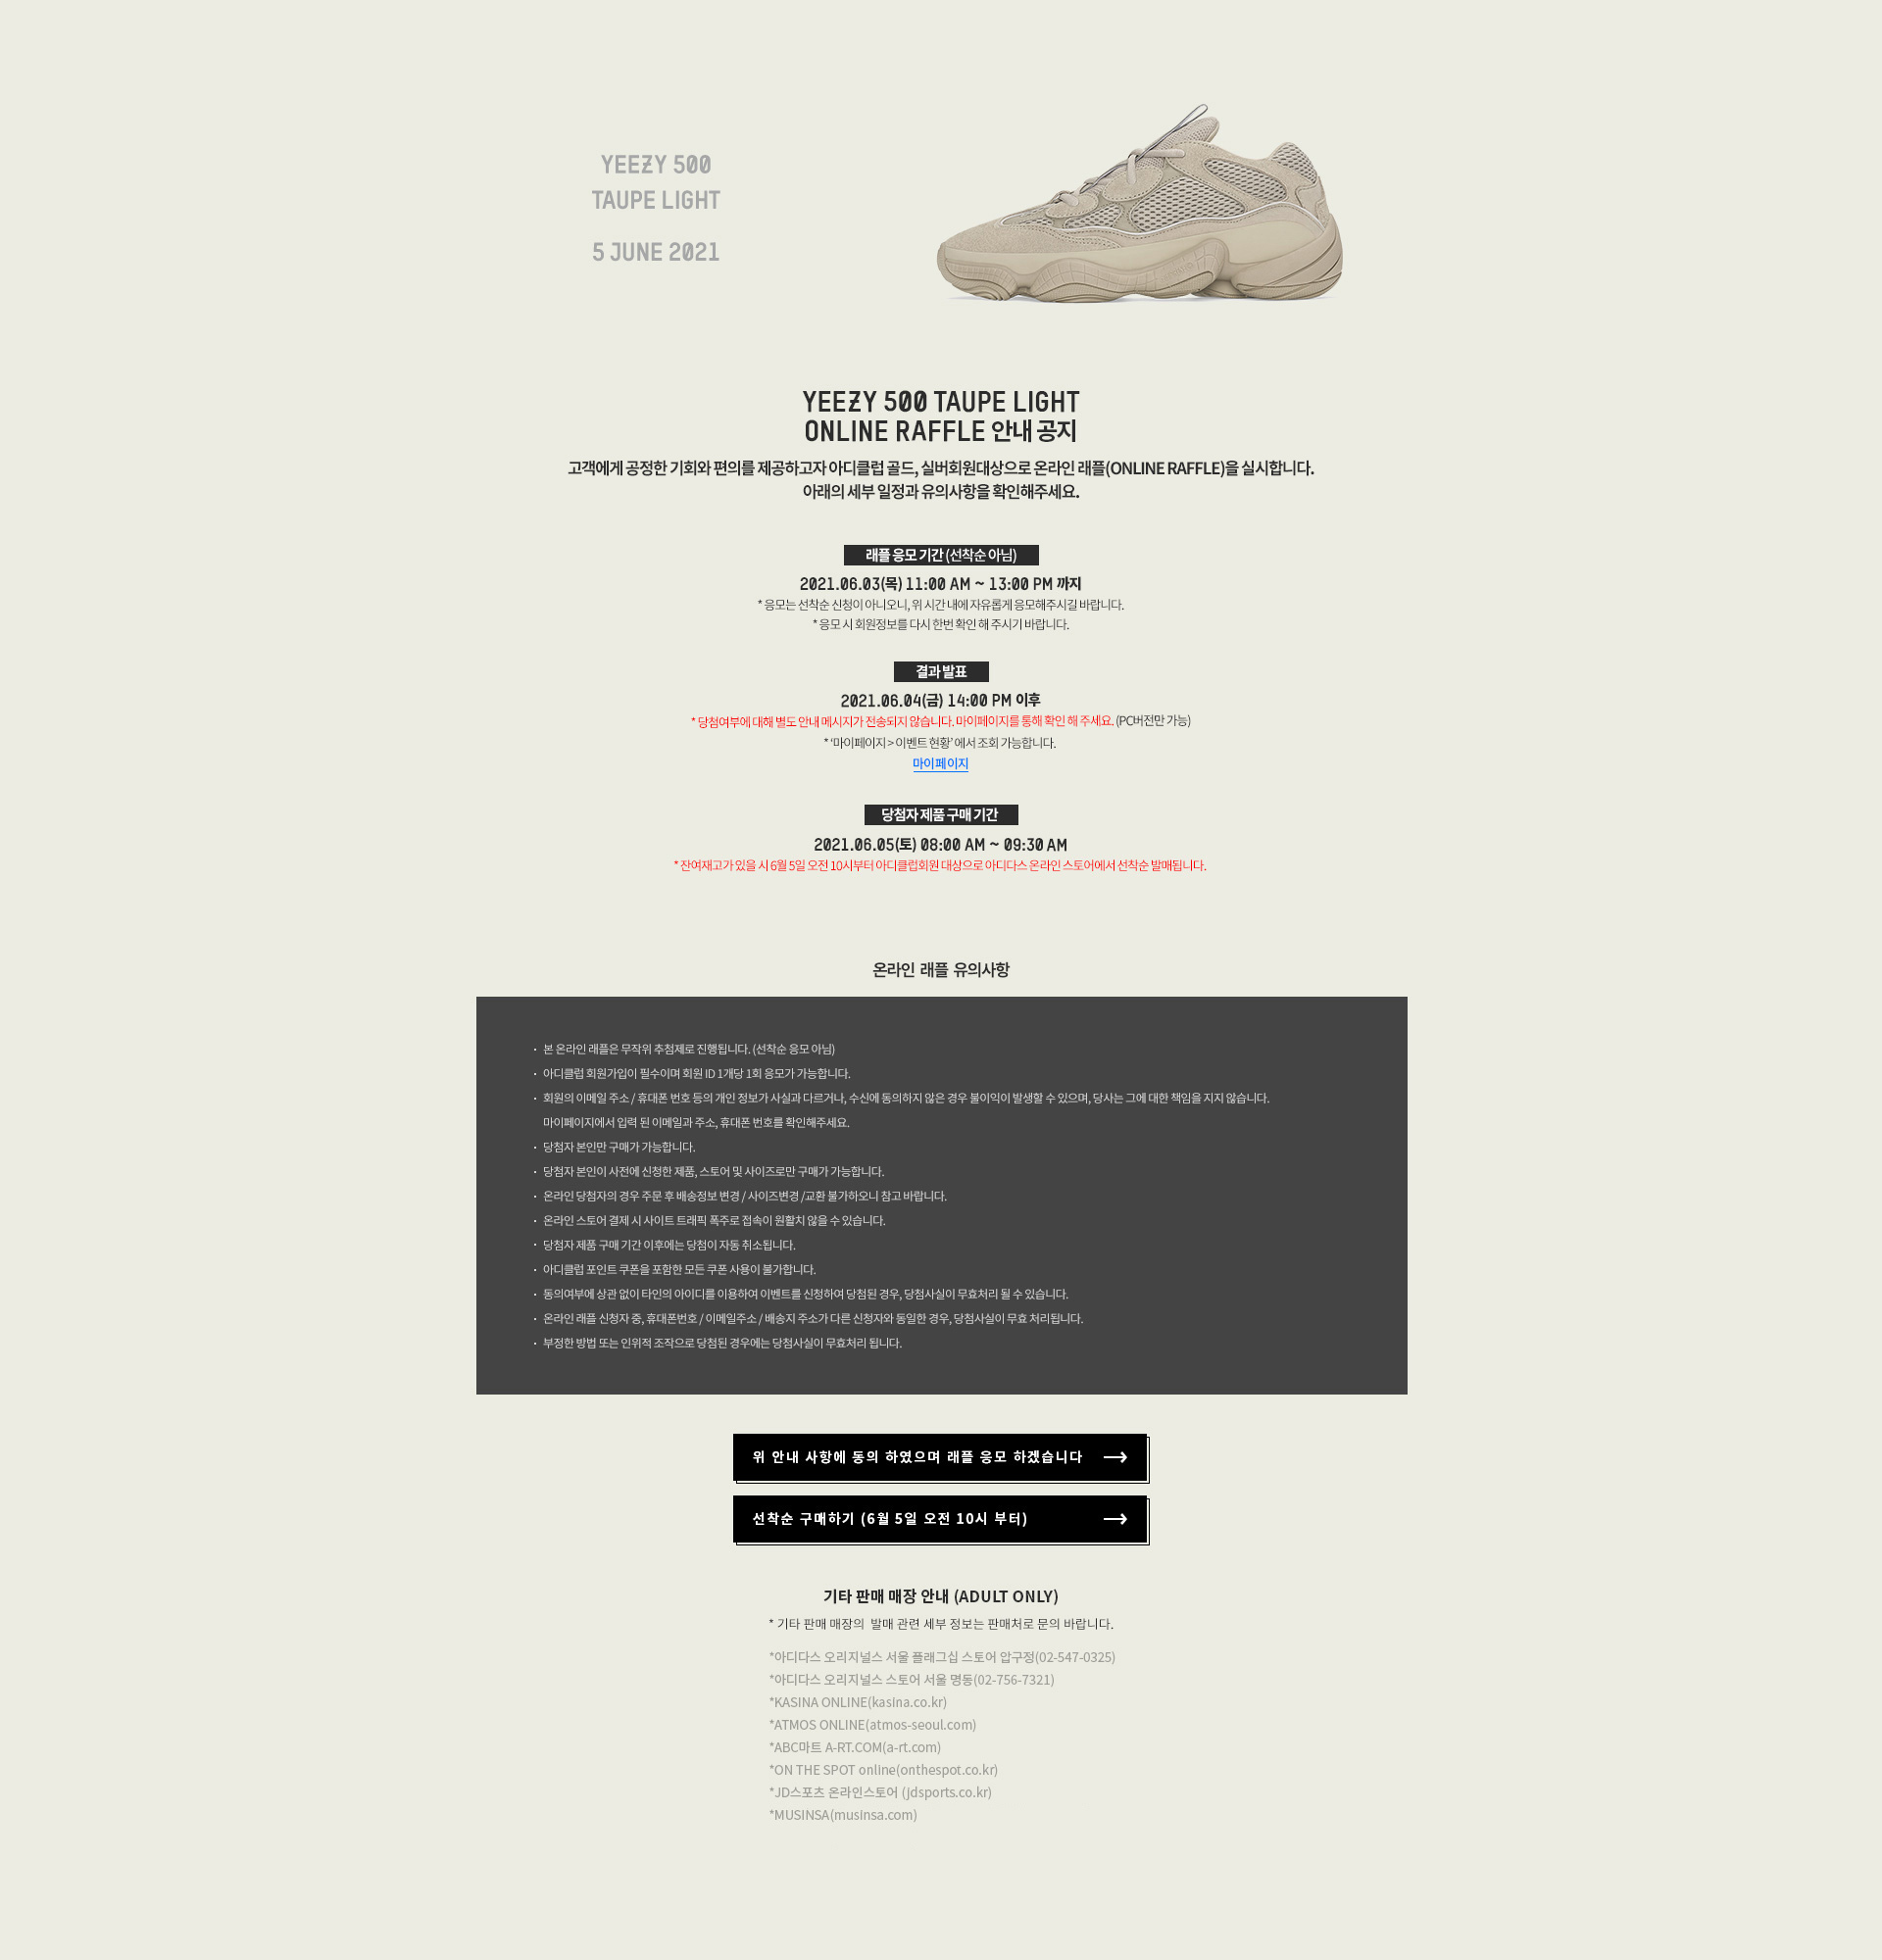 YEEZY 500
TAUPE LIGHT
5 JUNE 2021
YEEZY 500 TAUPE LIGHT
ONLINE RAFFLE 안내 공지
고객에게 공정한 기회와 편의를 제공하고자 아디클럽 골드, 실버회원대상으로 온라인 래플(ONLINE RAFFLE)을 실시합니다.
아래의 세부 일정과 유의사항을 확인해주세요.
래플 응모 기간 (선착순 아님)
2021.06.03(목) 11:00 AM ~ 13:00 PM 까지
* 응모는 선착순 신청이 아니오니, 위 시간 내에 자유롭게 응모해주시길 바랍니다.
* 응모 시 회원정보를 다시 한번 확인 해 주시기 바랍니다.
결과 발표
2021.06.04(금) 14:00 PM 이후
* 당첨여부에 대해 별도 안내 메시지가 전송되지 않습니다. 마이페이지를 통해 확인 해 주세요. (PC버전만 가능)
* ‘마이페이지 > 이벤트 현황’ 에서 조회 가능합니다.
마이페이지
당첨자 제품 구매 기간
2021.06.05(토) 08:00 AM ~ 09:30 AM
* 잔여재고가 있을 시 6월 5일 오전 10시부터 아디클럽회원 대상으로 아디다스 온라인 스토어에서 선착순 발매됩니다.
온라인 래플 유의사항
· 본 온라인 래플은 무작위 추첨제로 진행됩니다. (선착순 응모 아님)
· 아디클럽 회원가입이 필수이며 회원 ID 1개당 1회 응모가 가능합니다.
· 회원의 이메일 주소 / 휴대폰 번호 등의 개인 정보가 사실과 다르거나, 수신에 동의하지 않은 경우 불이익이 발생할 수 있으며, 당사는 그에 대한 책임을 지지 않습니다.
마이페이지에서 입력 된 이메일과 주소, 휴대폰 번호를 확인해주세요.
· 당첨자 본인만 구매가 가능합니다.
· 당첨자 본인이 사전에 신청한 제품, 스토어 및 사이즈로만 구매가 가능합니다.
· 온라인 당첨자의 경우 주문 후 배송정보 변경 / 사이즈변경 /교환 불가하오니 참고 바랍니다.
· 온라인 스토어 결제 시 사이트 트래픽 폭주로 접속이 원활치 않을 수 있습니다.
· 당첨자 제품 구매 기간 이후에는 당첨이 자동 취소됩니다.
· 아디클럽 포인트 쿠폰을 포함한 모든 쿠폰 사용이 불가합니다.
· 동의여부에 상관 없이 타인의 아이디를 이용하여 이벤트를 신청하여 당첨된 경우, 당첨사실이 무효처리 될 수 있습니다.
· 온라인 래플 신청자 중, 휴대폰번호 / 이메일주소 / 배송지 주소가 다른 신청자와 동일한 경우, 당첨사실이 무효 처리됩니다.
· 부정한 방법 또는 인위적 조작으로 당첨된 경우에는 당첨사실이 무효처리 됩니다.
위 안내 사항에 동의 하였으며 래플 응모 하겠습니다
선착순 구매하기 (6월 5일 오전 10시 부터)
기타 판매 매장 안내 (ADULT ONLY)
* 기타 판매 매장의 발매 관련 세부 정보는 판매처로 문의 바랍니다.
*아디다스 오리지널스 서울 플래그십 스토어 압구정(02-547-0325)
*아디다스 오리지널스 스토어 서울 명동(02-756-7321)
*KASINA ONLINE(kasina.co.kr)
*ATMOS ONLINE(atmos-seoul.com)
*ABC마트 A-RT.COM(a-rt.com)
*ON THE SPOT online(onthespot.co.kr)
*JD스포츠 온라인스토어 (jdsports.co.kr)
*MUSINSA(musinsa.com)